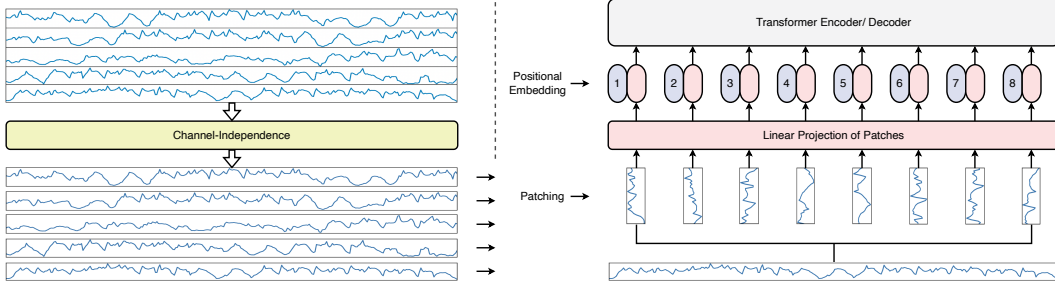 Transformer Encoder/ Decoder
Positional
Embedding
1 2 3 4 5 6 7 8
Channel-Independence
Linear Projection of Patches
Patching